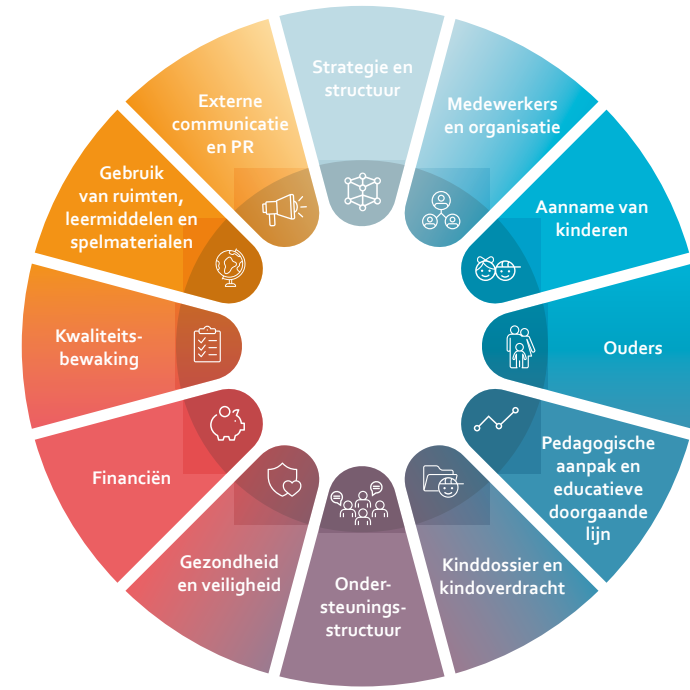 Strategie en
structuur
Medewerkers
en organisatie
Aanname van
kinderen
Ouders
Pedagogische
aanpak en
educatieve
doorgaande
lijn
Kinddossier en
kindoverdracht
Onder-
steunings-
structuur
Gezondheid
en veiligheid
Financiën
Kwaliteits-
bewaking
Gebruik
van ruimten,
leermiddelen en
spelmaterialen
Externe
communicatie
en PR